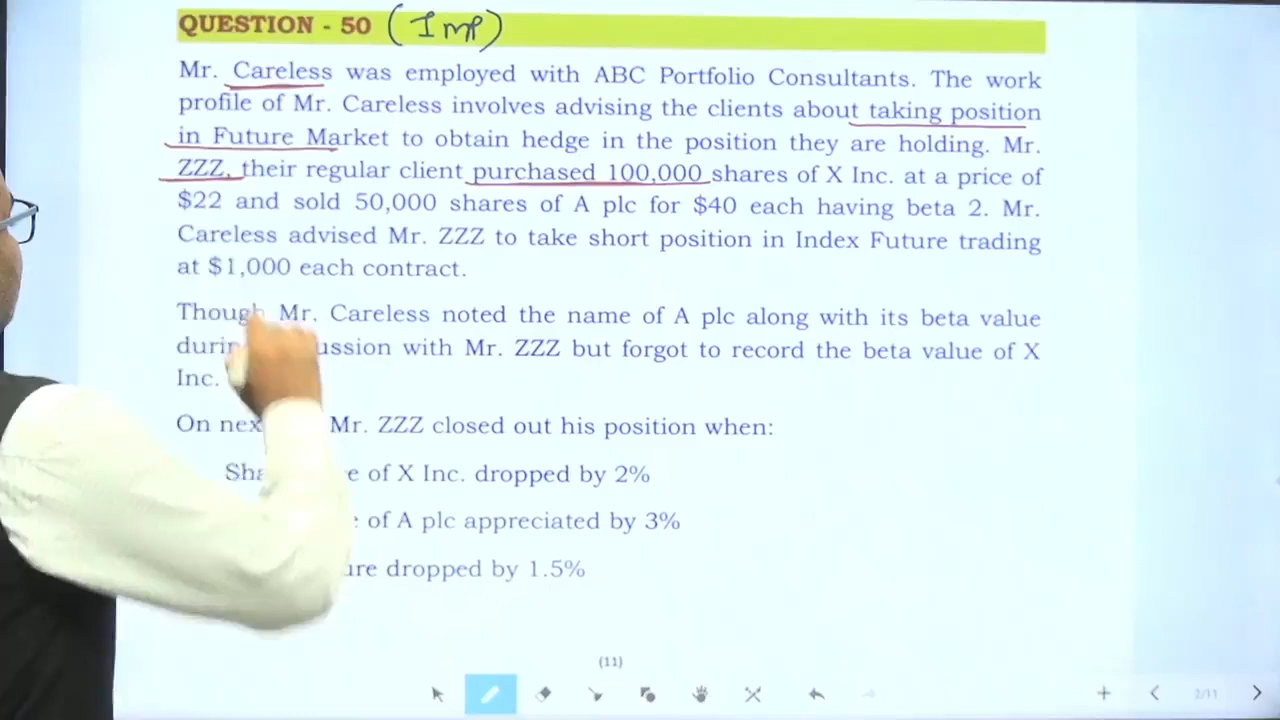 QUESTION - 50 (Imp)
Mr. Careless was employed with ABC Portfolio Consultants. The work
profile of Mr. Careless involves advising the clients about taking position
in Future Market to obtain hedge in the position they are holding. Mr.
ZZZ, their regular client purchased 100,000 shares of X Inc. at a price of
$22 and sold 50,000 shares of A plc for $40 each having beta 2. Mr.
Careless advised Mr. ZZZ to take short position in Index Future trading
at $1,000 each contract.
Though Mr. Careless noted the name of A plc along with its beta value
during with Mr. ZZZ but forgot to record the beta value of X
Inc.
On Mr. ZZZ closed out his position when:
of X Inc. dropped by 2%
of A plc appreciated by 3%
dropped by 1.5%
(11)
2/11